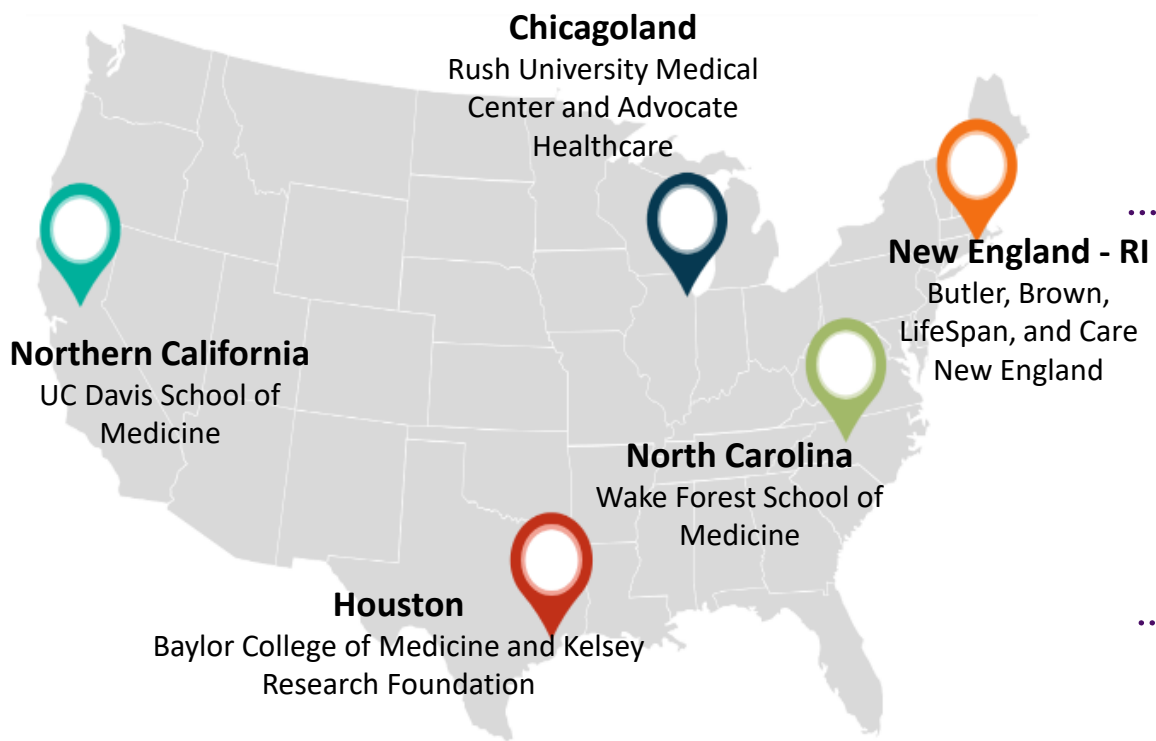 Chicagoland
Rush University Medical
Center and Advocate
Healthcare
New England - RI
Butler, Brown,
LifeSpan, and Care
New England
Northern California
UC Davis School of
Medicine
North Carolina
Wake Forest School of
Medicine
Houston
Baylor College of Medicine and Kelsey
Research Foundation